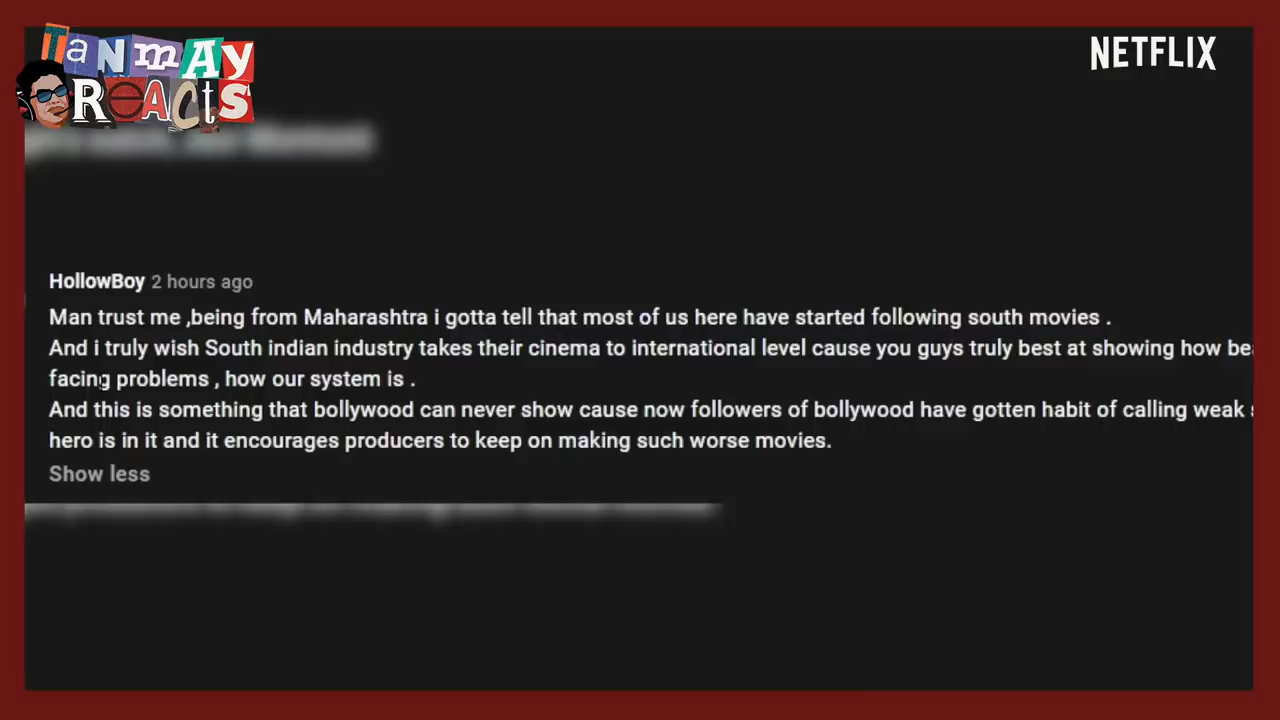 Tanmay
Reacts
NETFLIX
HollowBoy 2 hours ago
Man trust me ,being from Maharashtra i gotta tell that most of us here have started following south movies .
And i truly wish South indian industry takes their cinema to international level cause you guys truly best at showing how
facing problems , how our system is .
And this is something that bollywood can never show cause now followers of bollywood have gotten habit of calling weak
hero is in it and it encourages producers to keep on making such worse movies.
Show less